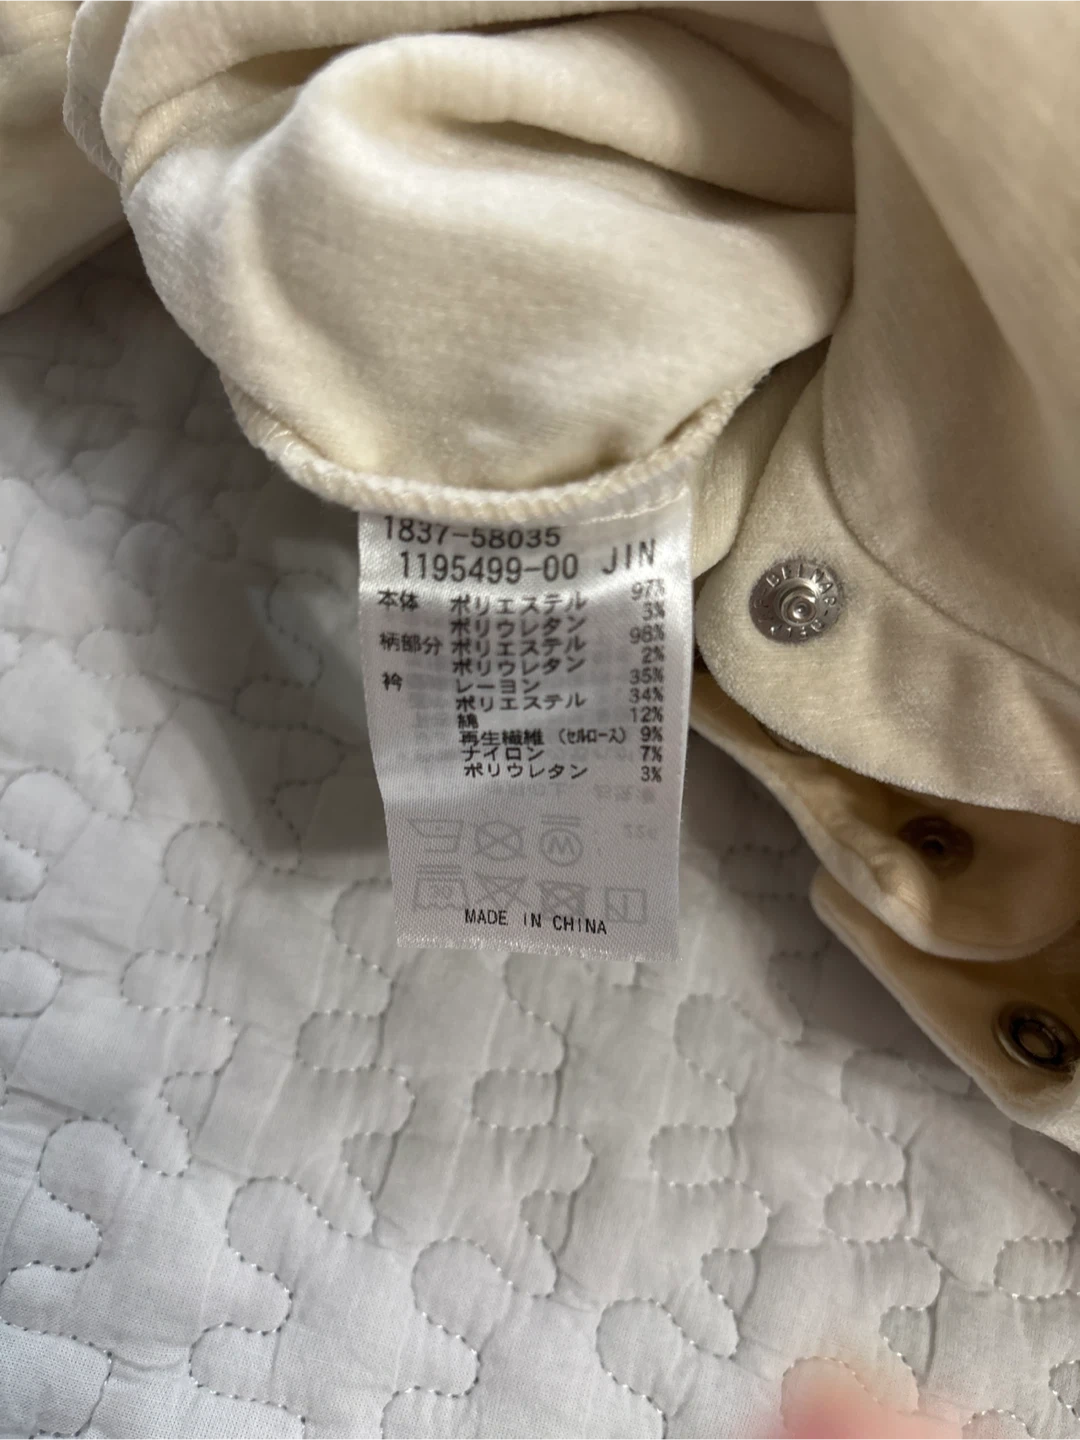 1837-58035
1195499-00 JIN
本体 ポリエステル 97%
ポリウレタン 3%
柄部分 ポリエステル 98%
ポリウレタン 2%
衿 レーヨン 35%
ポリエステル 34%
綿 12%
再生繊維(セルロース) 9%
ナイロン 7%
ポリウレタン 3%
MADE IN CHINA